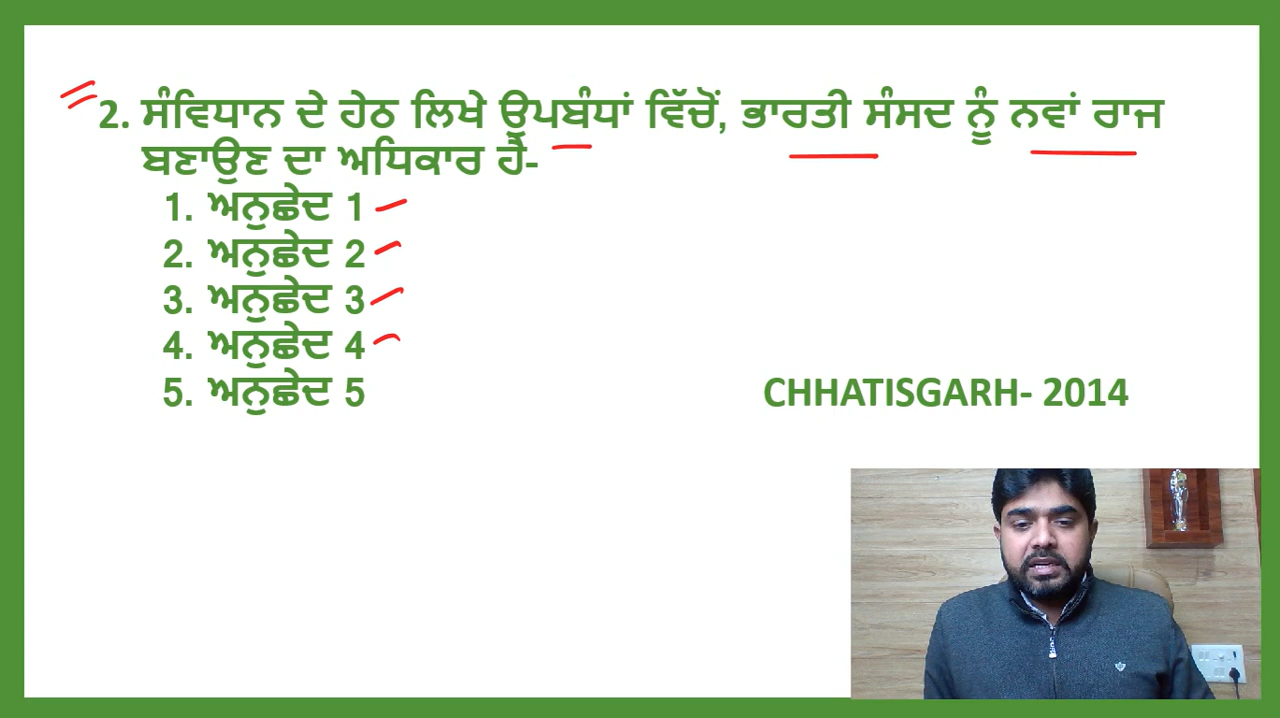 2. ਸੰਵਿਧਾਨ ਦੇ ਹੇਠ ਲਿਖੇ ਉਪਬੰਧਾਂ ਵਿੱਚੋਂ, ਭਾਰਤੀ ਸੰਸਦ ਨੂੰ ਨਵਾਂ ਰਾਜ
ਬਣਾਉਣ ਦਾ ਅਧਿਕਾਰ ਹੈ-
1. ਅਨੁਛੇਦ 1
2. ਅਨੁਛੇਦ 2
3. ਅਨੁਛੇਦ 3
4. ਅਨੁਛੇਦ 4
5. ਅਨੁਛੇਦ 5
CHHATISGARH- 2014